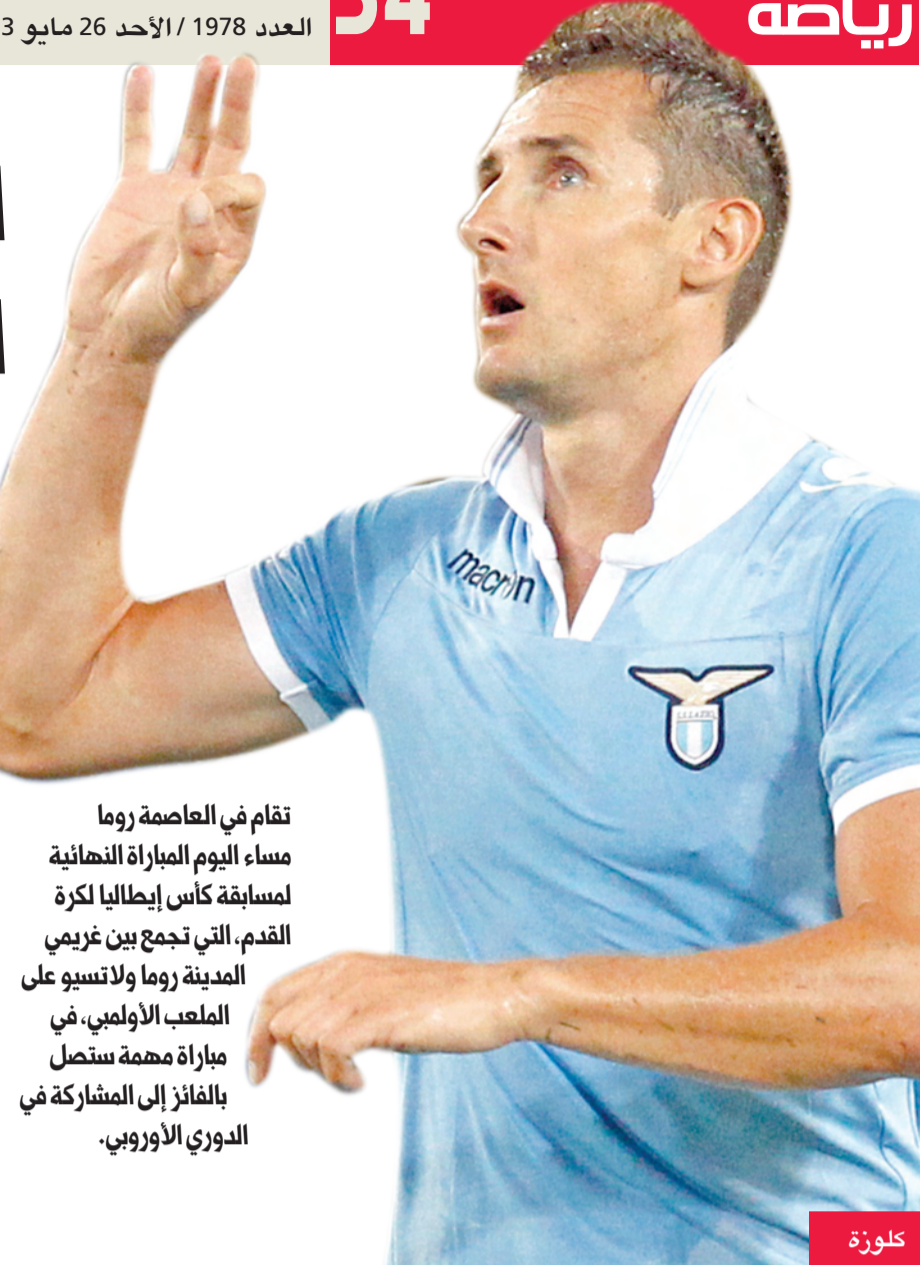 رياضة
العدد 1978 / الأحد 26 مايو 3
macron
S.S.LAZIO
تقام في العاصمة روما
مساء اليوم المباراة النهائية
لمسابقة كأس إيطاليا لكرة
القدم، التي تجمع بين غريمي
المدينة روما ولاتسيو على
الملعب الأولمبي، في
مباراة مهمة ستصل
بالفائز إلى المشاركة في
الدوري الأوروبي.
كلوزة